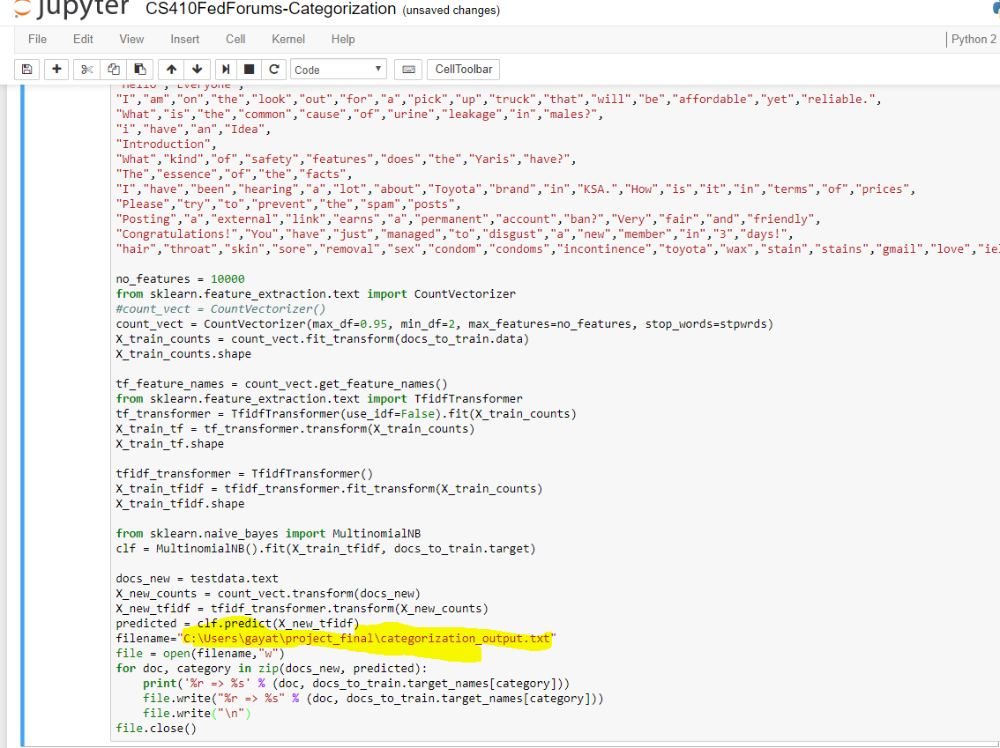 jupyter CS410FedForums-Categorization (unsaved changes)
File Edit View Insert Cell Kernel Help Python 2
Code CellToolbar
"Hello","Everyone",
"I","am","on","the","look","out","for","a","pick","up","truck","that","will","be","affordable","yet","reliable.",
"What","is","the","common","cause","of","urine","leakage","in","males?",
"i","have","an","Idea",
"Introduction",
"What","kind","of","safety","features","does","the","Yaris","have?",
"The","essence","of","the","facts",
"I","have","been","hearing","a","lot","about","Toyota","brand","in","KSA.","How","is","it","in","terms","of","prices",
"Please","try","to","prevent","the","spam","posts",
"Posting","a","external","link","earns","a","permanent","account","ban?","Very","fair","and","friendly",
"Congratulations!","You","have","just","managed","to","disgust","a","new","member","in","3","days!",
"hair","throat","skin","sore","removal","sex","condom","condoms","incontinence","toyota","wax","stain","stains","gmail","love",
no_features = 10000
from sklearn.feature_extraction.text import CountVectorizer
#count_vect = CountVectorizer()
count_vect = CountVectorizer(max_df=0.95, min_df=2, max_features=no_features, stop_words=stpwrds)
X_train_counts = count_vect.fit_transform(docs_to_train.data)
X_train_counts.shape
tf_feature_names = count_vect.get_feature_names()
from sklearn.feature_extraction.text import TfidfTransformer
tf_transformer = TfidfTransformer(use_idf=False).fit(X_train_counts)
X_train_tf = tf_transformer.transform(X_train_counts)
X_train_tf.shape
tfidf_transformer = TfidfTransformer()
X_train_tfidf = tfidf_transformer.fit_transform(X_train_counts)
X_train_tfidf.shape
from sklearn.naive_bayes import MultinomialNB
clf = MultinomialNB().fit(X_train_tfidf, docs_to_train.target)
docs_new = testdata.text
X_new_counts = count_vect.transform(docs_new)
X_new_tfidf = tfidf_transformer.transform(X_new_counts)
predicted = clf.predict(X_new_tfidf)
filename="C:\Users\gayat\project_final\categorization_output.txt"
file = open(filename,"w")
for doc, category in zip(docs_new, predicted):
print('%r => %s' % (doc, docs_to_train.target_names[category]))
file.write("%r => %s" % (doc, docs_to_train.target_names[category]))
file.write("\n")
file.close()